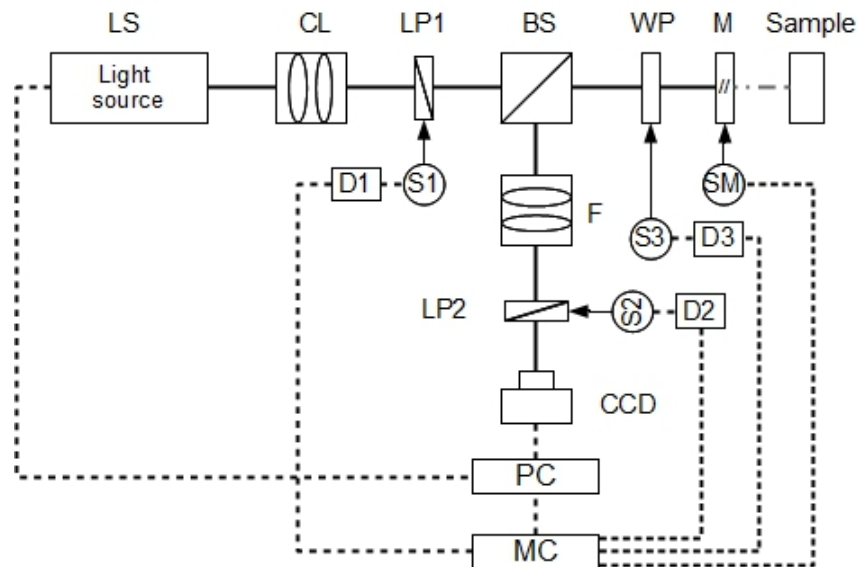 LS CL LP1 BS WP M Sample
Light
source
//
D1 S1 SM
F
S3 D3
LP2 S2 D2
CCD
PC
MC